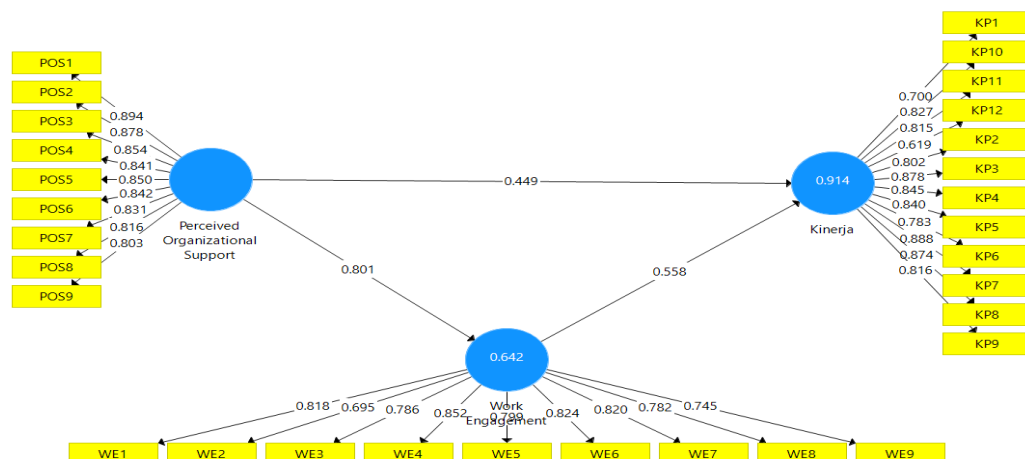 KP1
KP10
KP11
KP12
KP2
KP3
KP4
KP5
KP6
KP7
KP8
KP9
0.700
0.827
0.815
0.619
0.802
0.878
0.845
0.840
0.783
0.888
0.874
0.816
POS1
POS2
POS3
POS4
POS5
POS6
POS7
POS8
POS9
0.894
0.878
0.854
0.841
0.850
0.842
0.831
0.816
0.803
Perceived
Organizational
Support
0.449
0.914
Kinerja
0.801
0.558
0.642
Work
Engagement
0.818
0.695
0.786
0.852
0.799
0.824
0.820
0.782
0.745
WE1
WE2
WE3
WE4
WE5
WE6
WE7
WE8
WE9